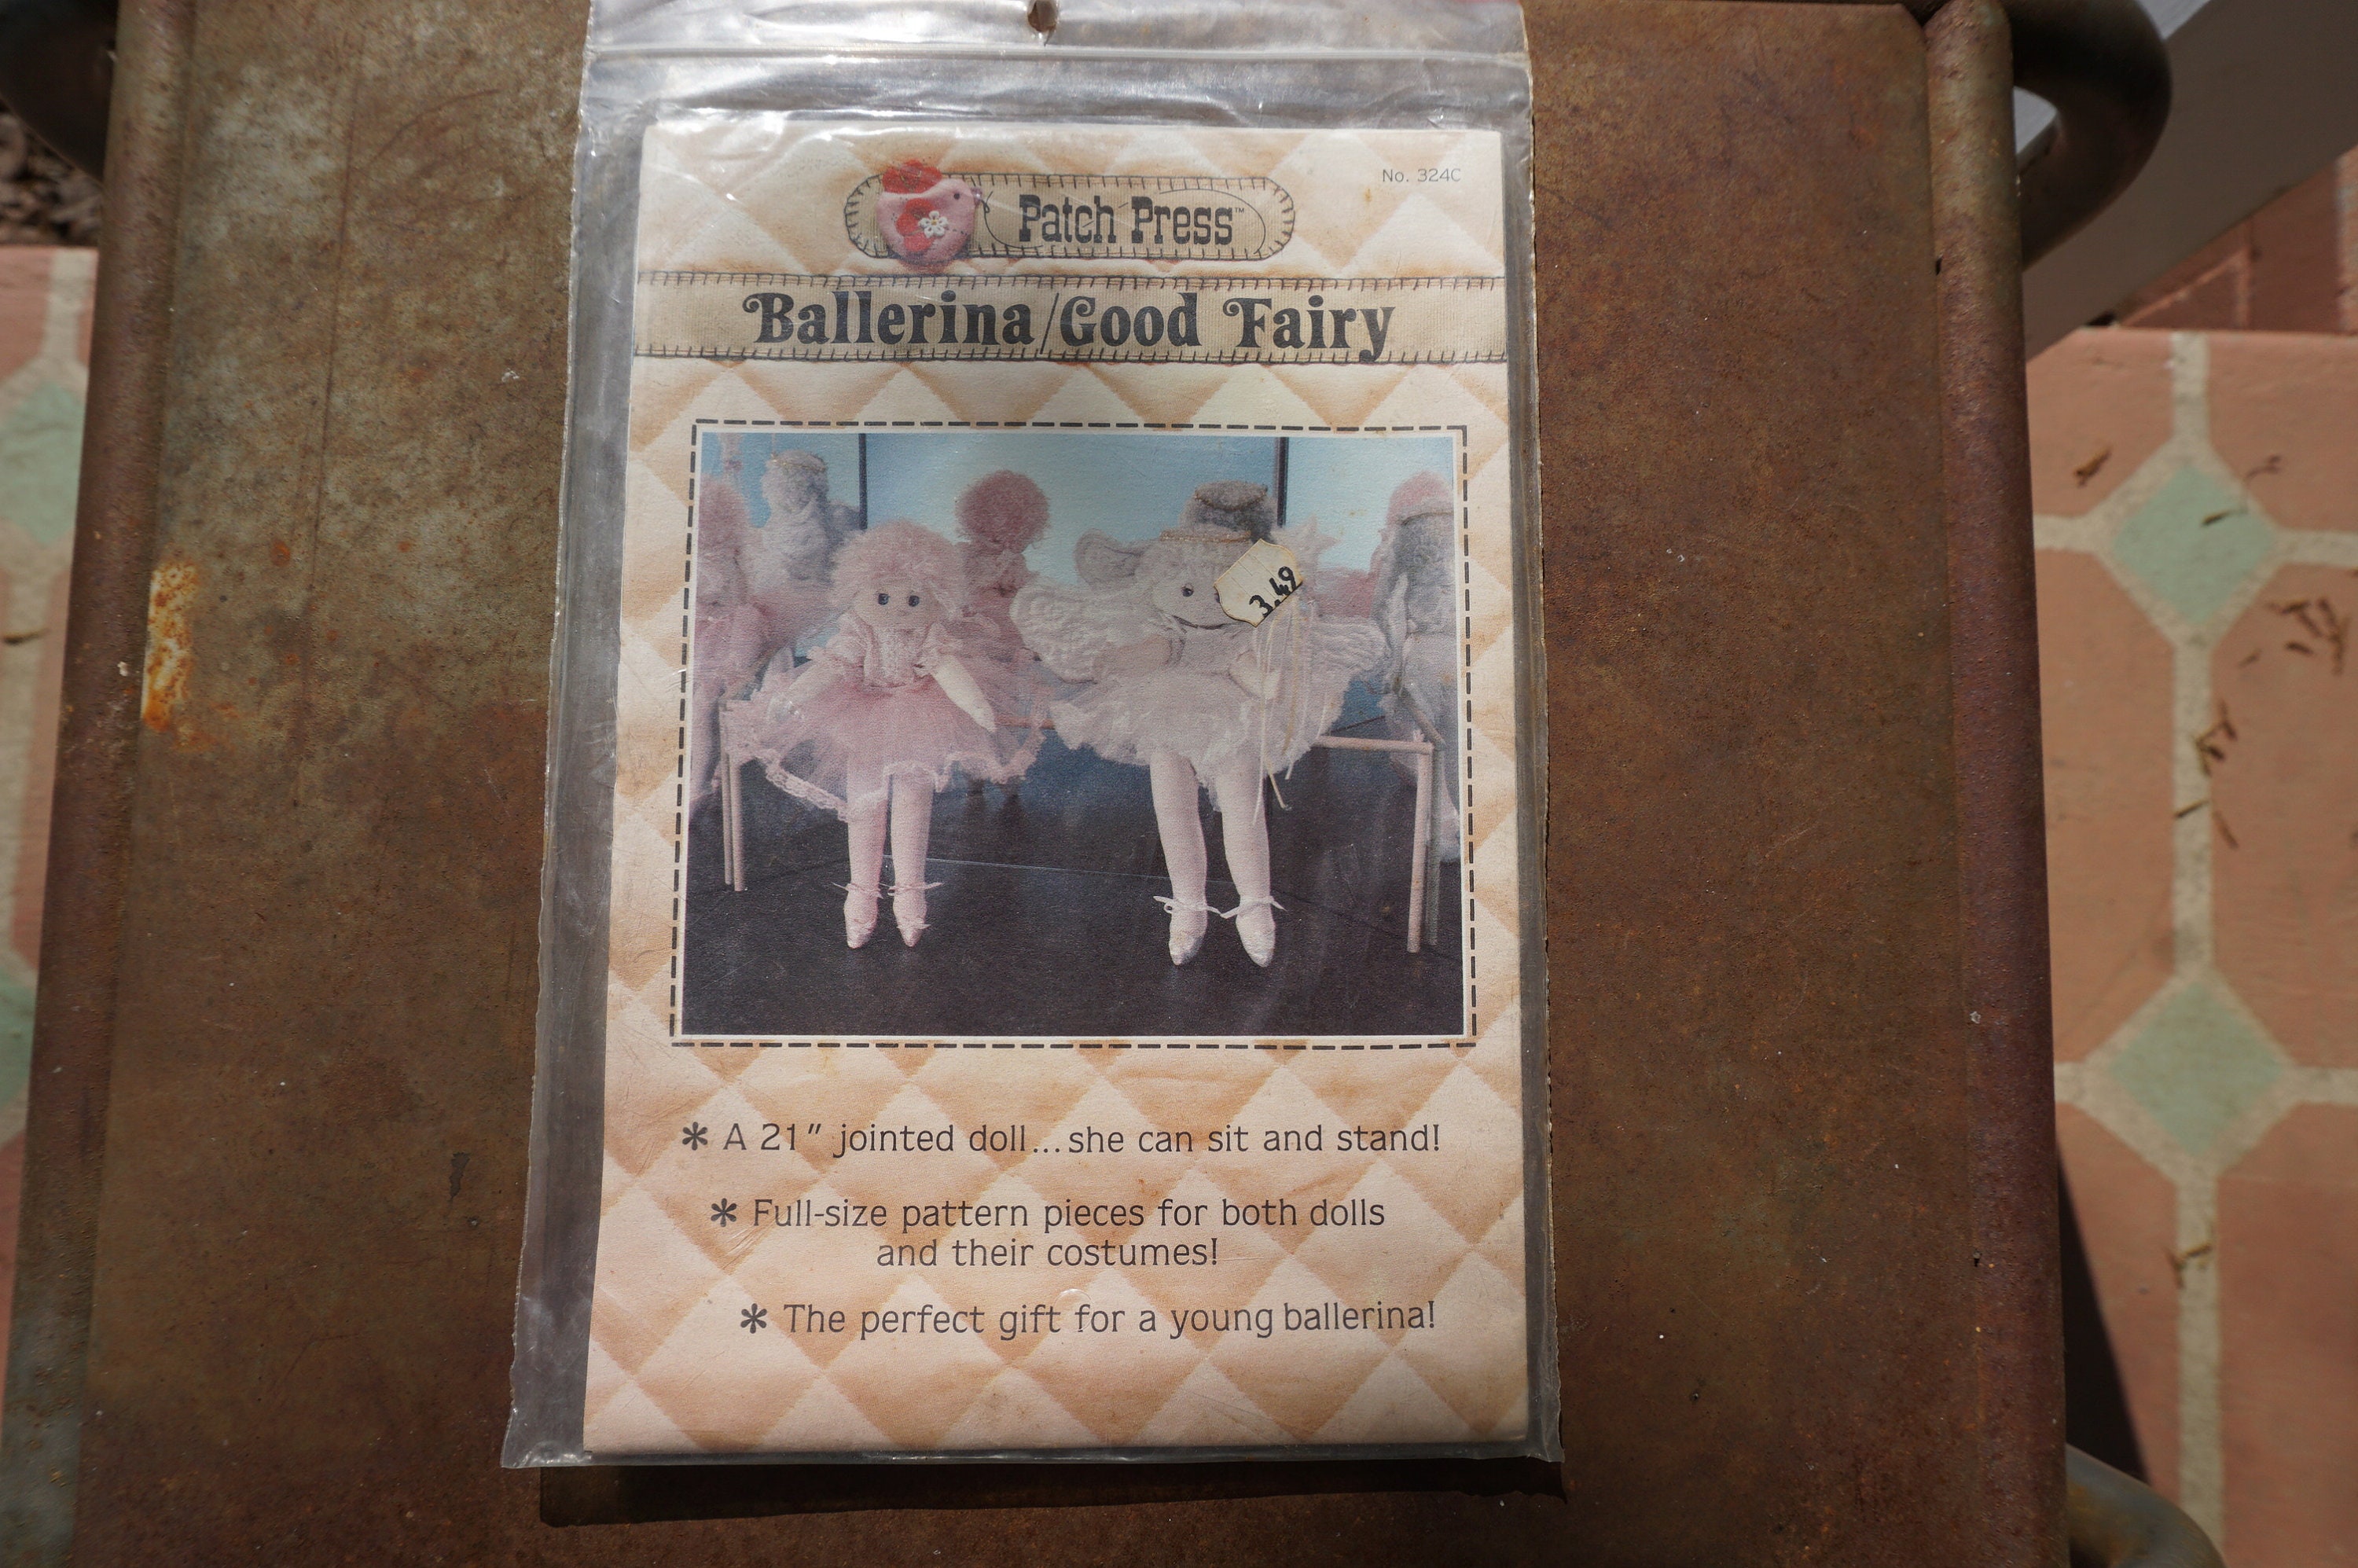 No. 324C
Patch Press™
Ballerina/Good Fairy
3.49
* A 21" jointed doll...she can sit and stand!
* Full-size pattern pieces for both dolls
and their costumes!
* The perfect gift for a young ballerina!